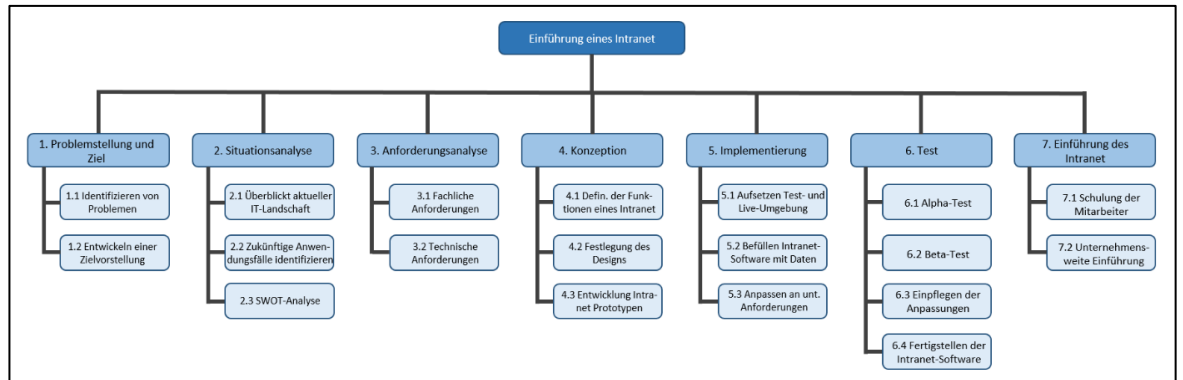 Einführung eines Intranet
1. Problemstellung und
Ziel
1.1 Identifizieren von
Problemen
1.2 Entwickeln einer
Zielvorstellung
2. Situationsanalyse
2.1 Überblickt aktueller
IT-Landschaft
2.2 Zukünftige Anwen-
dungsfälle identifizieren
2.3 SWOT-Analyse
3. Anforderungsanalyse
3.1 Fachliche
Anforderungen
3.2 Technische
Anforderungen
4. Konzeption
4.1 Defin. der Funk-
tionen eines Intranet
4.2 Festlegung des
Designs
4.3 Entwicklung Intra-
net Prototypen
5. Implementierung
5.1 Aufsetzen Test- und
Live-Umgebung
5.2 Befüllen Intranet-
Software mit Daten
5.3 Anpassen an unt.
Anforderungen
6. Test
6.1 Alpha-Test
6.2 Beta-Test
6.3 Einpflegen der
Anpassungen
6.4 Fertigstellen der
Intranet-Software
7. Einführung des
Intranet
7.1 Schulung der
Mitarbeiter
7.2 Unternehmens-
weite Einführung